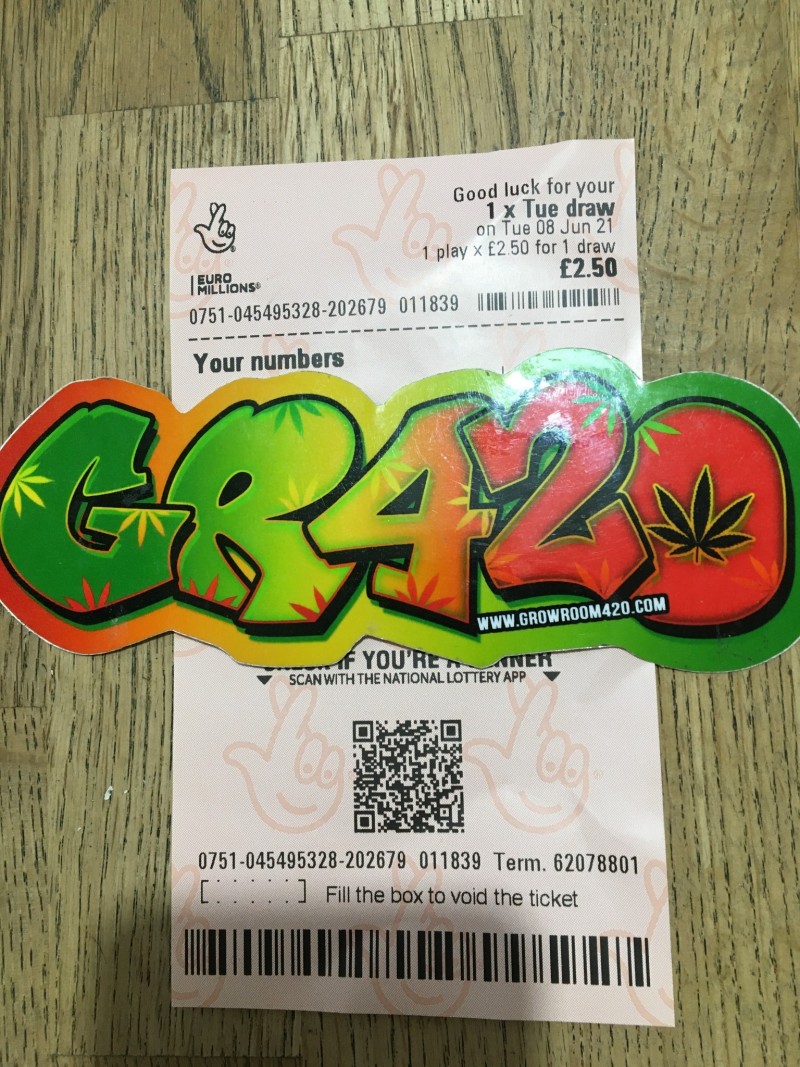 Good luck for your
1 x Tue draw
on Tue 08 Jun 21
1 play x £2.50 for 1 draw
£2.50
EURO
MILLIONS®
0751-045495328-202679 011839
Your numbers
GR420
WWW.GROWROOM420.COM
IF YOU'RE A
SCAN WITH THE NATIONAL LOTTERY APP
0751-045495328-202679 011839 Term. 62078801
Fill the box to void the ticket